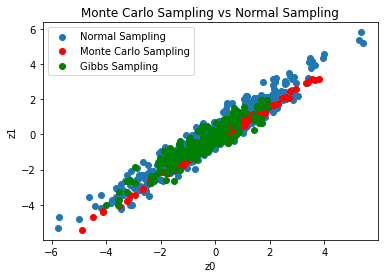 Monte Carlo Sampling vs Normal Sampling
Normal Sampling
Monte Carlo Sampling
Gibbs Sampling
6
4
2
0
−2
−4
z1
−6 −4 −2 0 2 4
z0